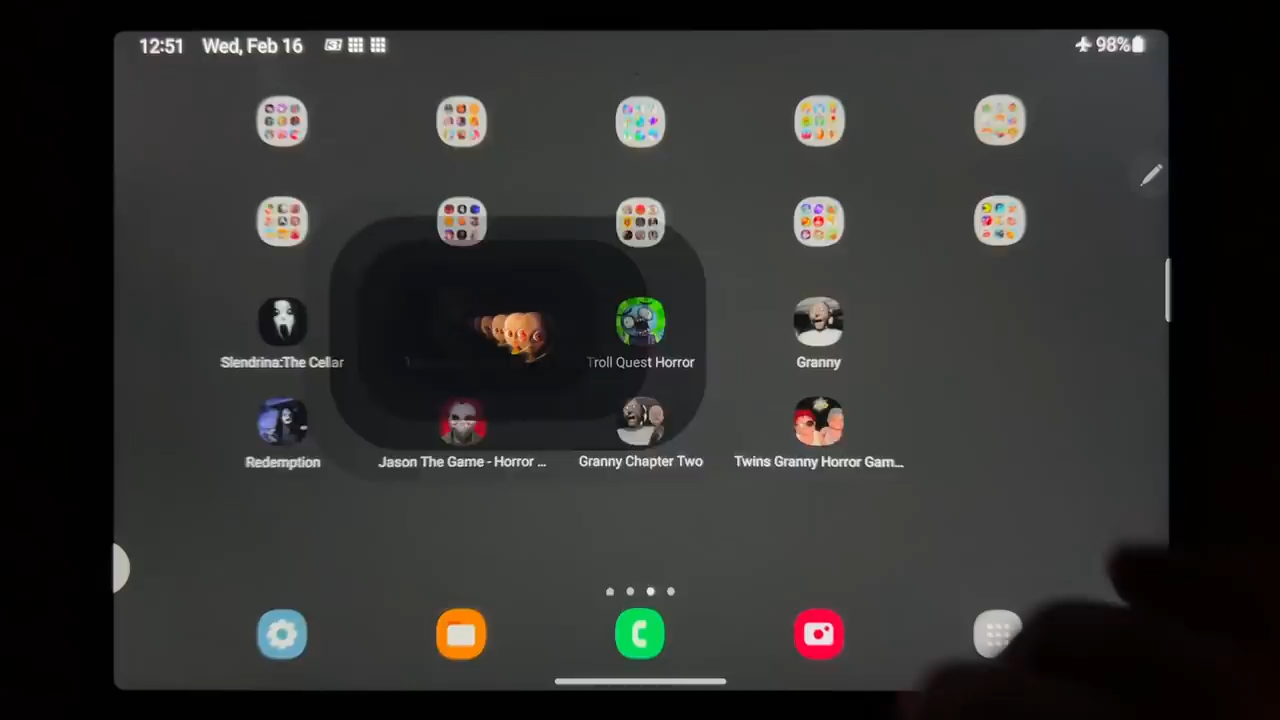 12:51 Wed, Feb 16 98%
Slendrina:The Cellar Troll Quest Horror Granny
Redemption Jason The Game - Horror ... Granny Chapter Two Twins Granny Horror Gam...